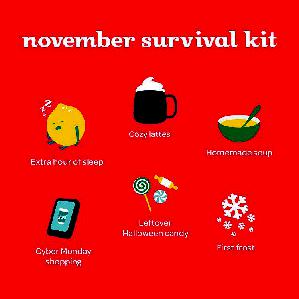 november survival kit
zzz
Cozy lattes
Extra hour of sleep
Homemade soup
Leftover
Halloween candy
Cyber Monday
shopping
First frost